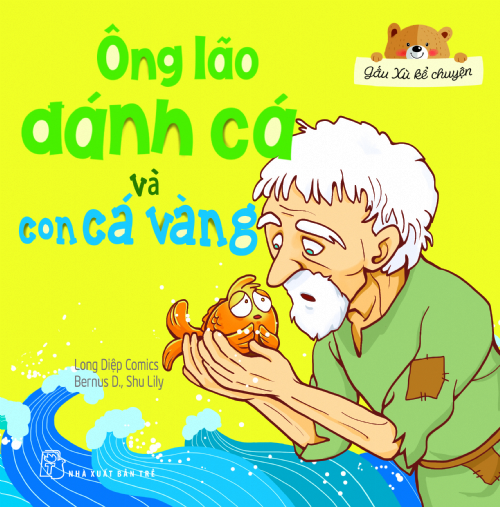 Gấu Xù kể chuyện
Ông lão
đánh cá
và
con cá vàng
Long Diệp Comics
Bernus D., Shu Lily
NHÀ XUẤT BẢN TRẺ